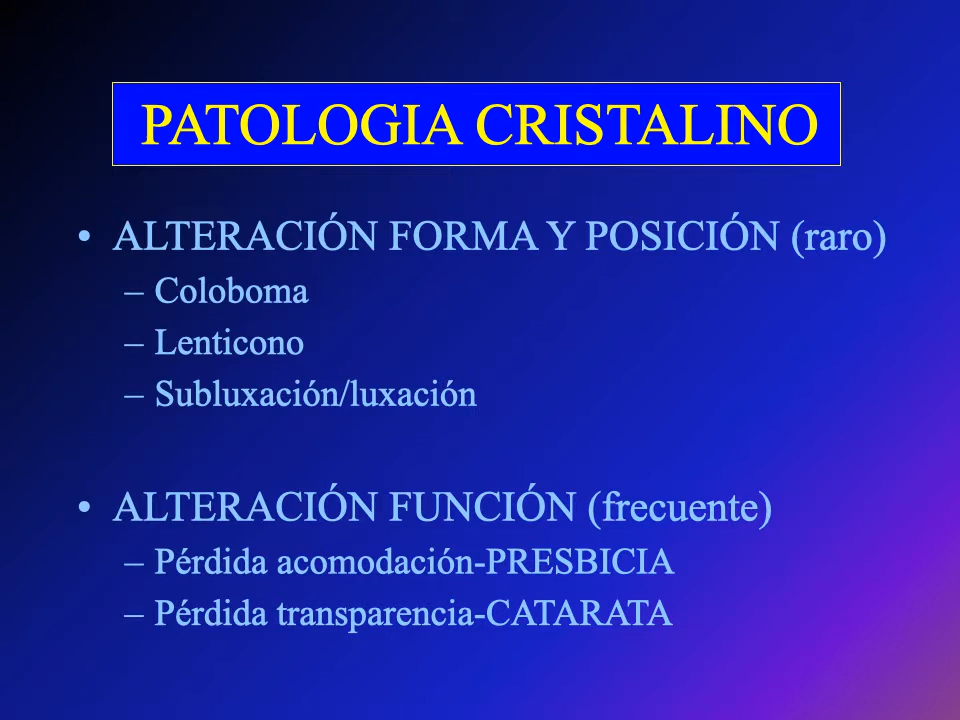 PATOLOGIA CRISTALINO
• ALTERACIÓN FORMA Y POSICIÓN (raro)
– Coloboma
– Lenticono
– Subluxación/luxación
• ALTERACIÓN FUNCIÓN (frecuente)
– Pérdida acomodación-PRESBICIA
– Pérdida transparencia-CATARATA